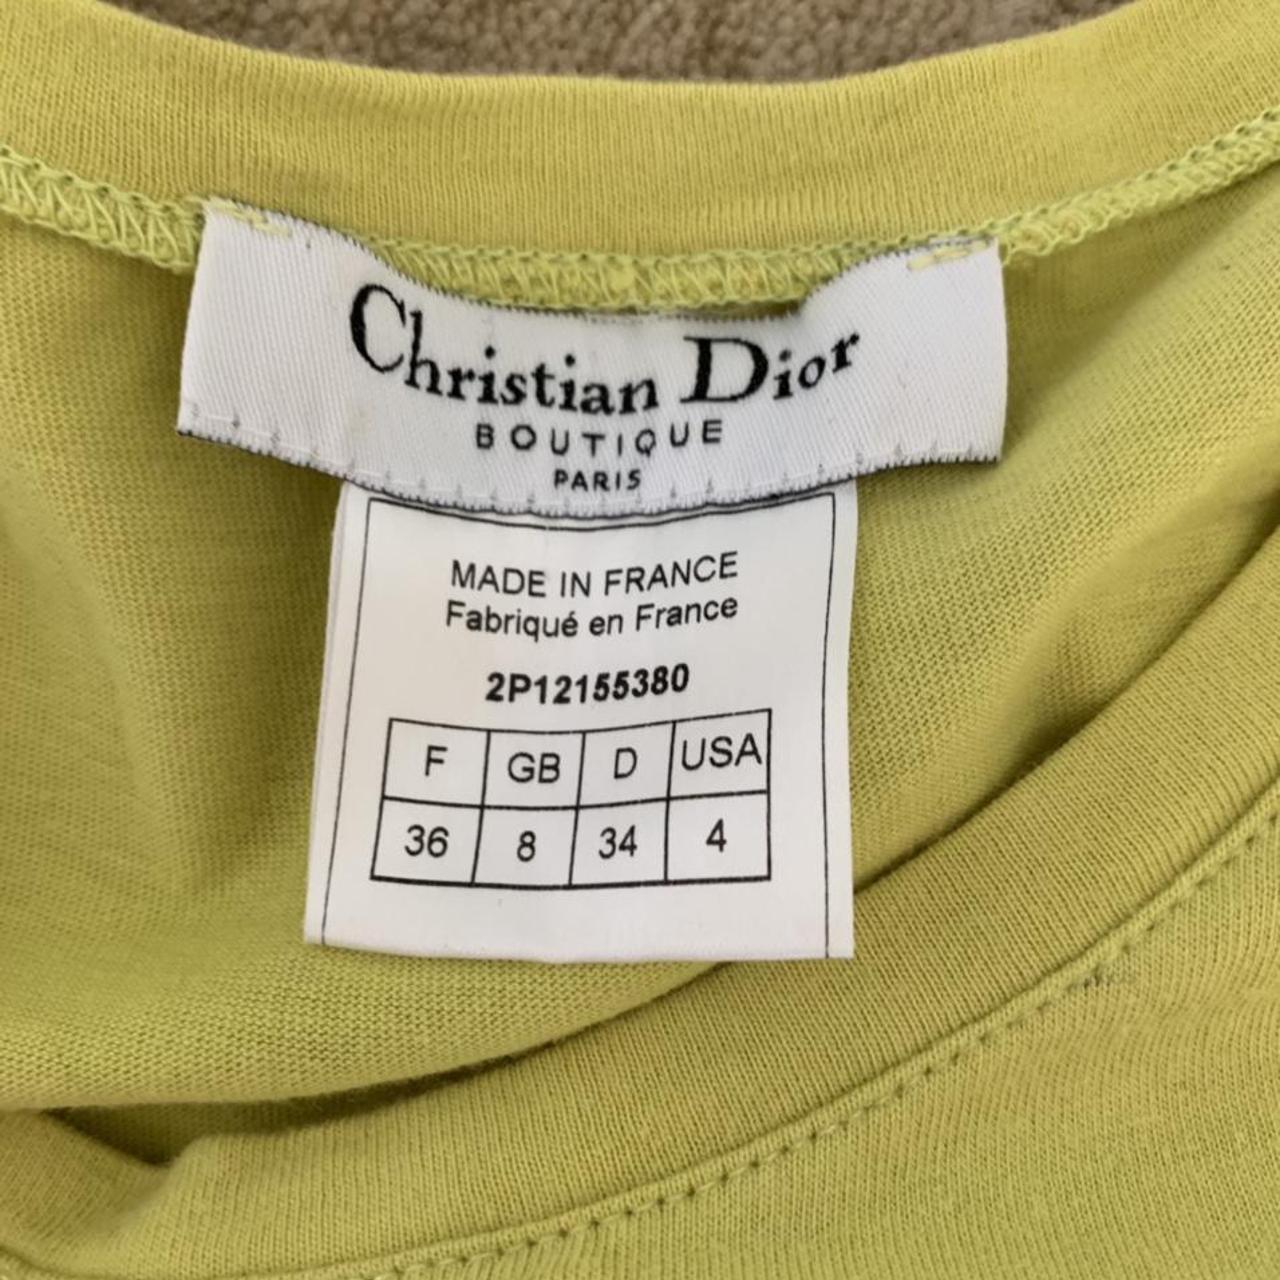 Christian Dior
BOUTIQUE
PARIS
MADE IN FRANCE
Fabriqué en France
2P12155380
F GB D USA
36 8 34 4